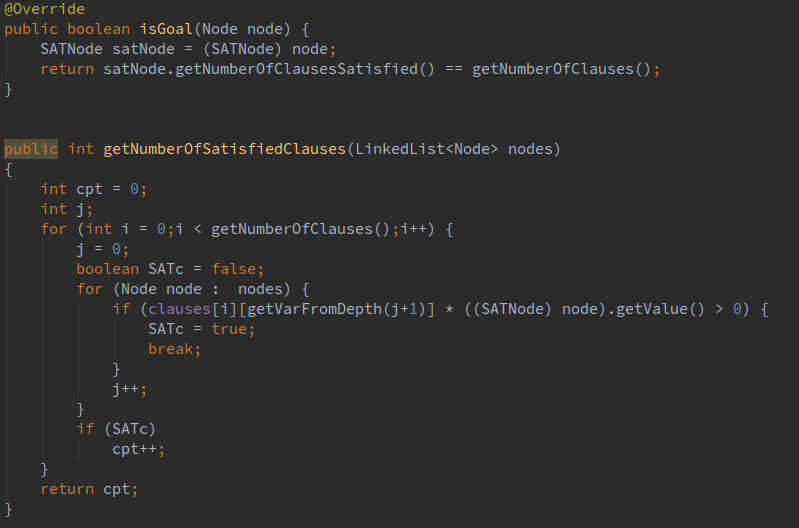 @Override
public boolean isGoal(Node node) {
    SATNode satNode = (SATNode) node;
    return satNode.getNumberOfClausesSatisfied() == getNumberOfClauses();
}
public int getNumberOfSatisfiedClauses(LinkedList<Node> nodes)
{
    int cpt = 0;
    int j;
    for (int i = 0;i < getNumberOfClauses();i++) {
        j = 0;
        boolean SATc = false;
        for (Node node :  nodes) {
            if (clauses[i][getVarFromDepth(j+1)] * ((SATNode) node).getValue() > 0) {
                SATc = true;
                break;
            }
            j++;
        }
        if (SATc)
            cpt++;
    }
    return cpt;
}